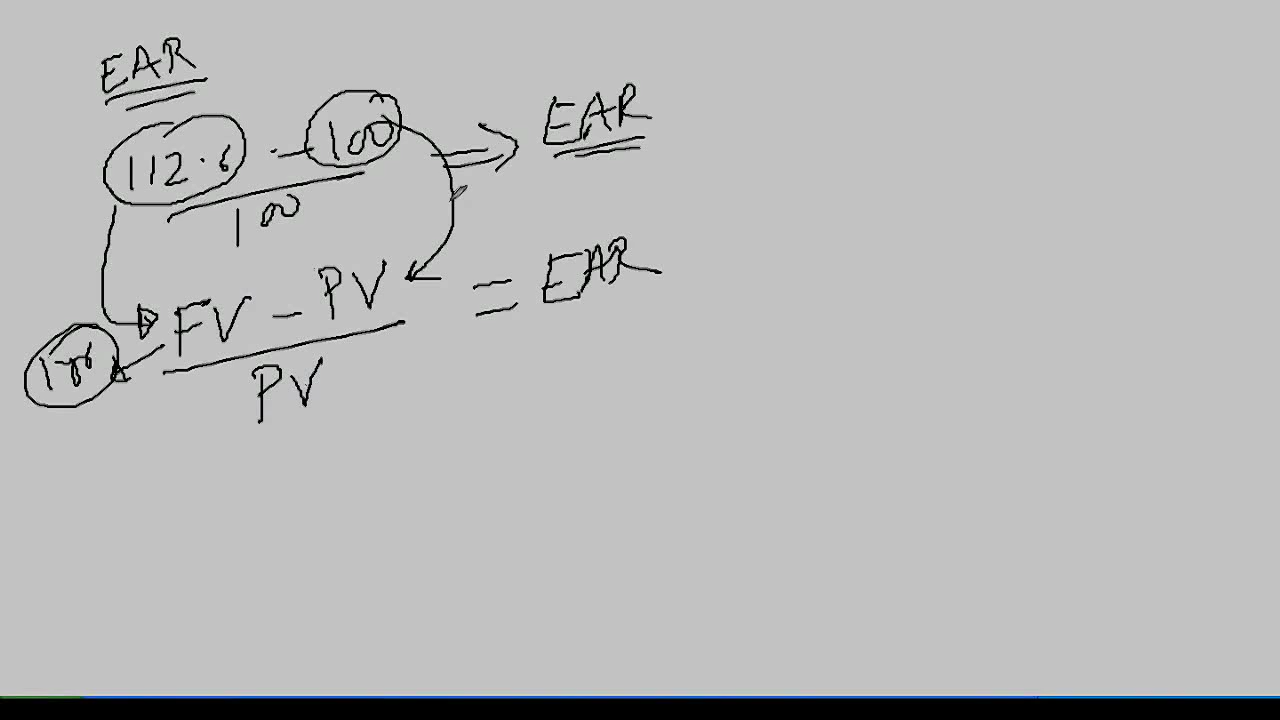 EAR
112.6 - 100 ⇒ EAR
100
FV - PV = EAR
PV